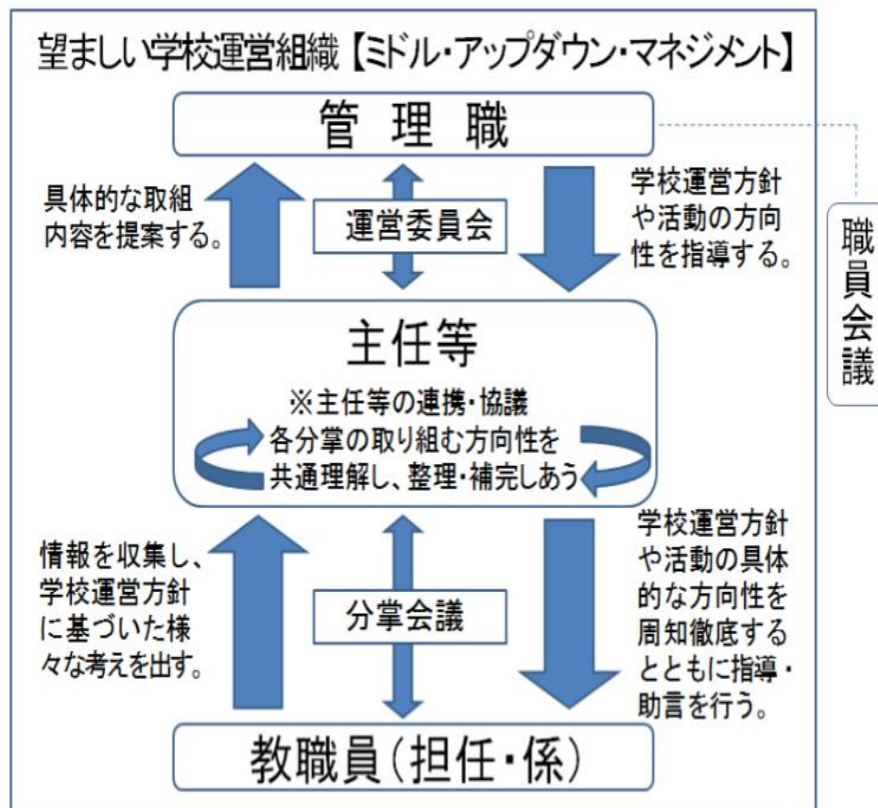 望ましい学校運営組織【ミドル・アップダウン・マネジメント】
管理職
具体的な取組
内容を提案する。
運営委員会
学校運営方針
や活動の方向
性を指導する。
職員会議
主任等
※主任等の連携・協議
各分掌の取り組む方向性を
共通理解し、整理・補完しあう
情報を収集し、
学校運営方針
に基づいた様
々な考えを出す。
分掌会議
学校運営方針
や活動の具体
的な方向性を
周知徹底する
とともに指導・
助言を行う。
教職員(担任・係)